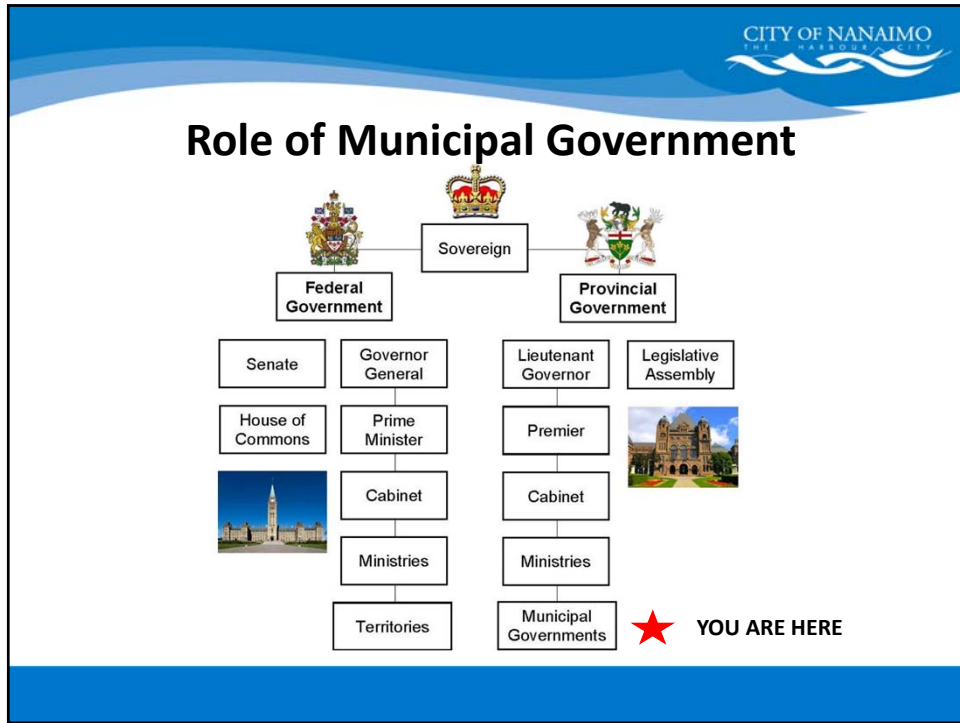 CITY OF NANAIMO
THE HARBOUR CITY
Role of Municipal Government
Sovereign
Federal
Government
Provincial
Government
Senate
Governor
General
Lieutenant
Governor
Legislative
Assembly
House of
Commons
Prime
Minister
Premier
Cabinet
Cabinet
Ministries
Ministries
Territories
Municipal
Governments
YOU ARE HERE